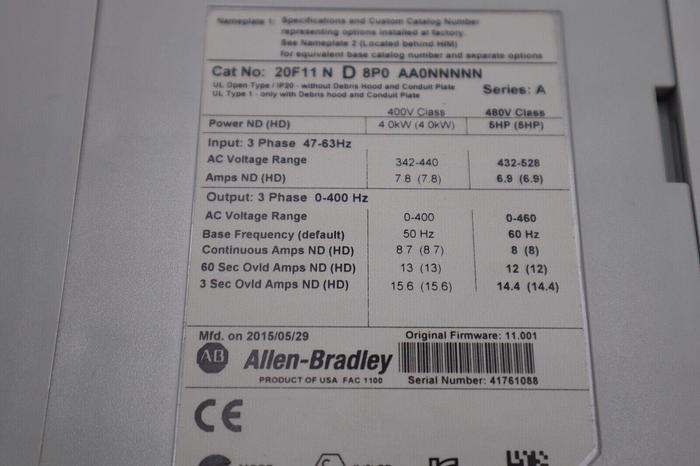 Nameplate 1: Specifications and Custom Catalog Number
representing options installed at factory.
See Nameplate 2 (Located behind HIM)
for equivalent base catalog number and separate options
Cat No: 20F11 N D 8P0 AA0NNNNN
UL Open Type / IP20 - without Debris Hood and Conduit Plate
UL Type 1 - only with Debris hood and Conduit Plate
Series: A
400V Class 480V Class
Power ND (HD) 4.0kW (4.0kW) 5HP (5HP)
Input: 3 Phase 47-63Hz
AC Voltage Range 342-440 432-528
Amps ND (HD) 7.8 (7.8) 6.9 (6.9)
Output: 3 Phase 0-400 Hz
AC Voltage Range 0-400 0-460
Base Frequency (default) 50 Hz 60 Hz
Continuous Amps ND (HD) 8.7 (8.7) 8 (8)
60 Sec Ovld Amps ND (HD) 13 (13) 12 (12)
3 Sec Ovld Amps ND (HD) 15.6 (15.6) 14.4 (14.4)
Mfd. on 2015/05/29 Original Firmware: 11.001
AB Allen-Bradley
PRODUCT OF USA FAC 1100 Serial Number: 41761088
CE